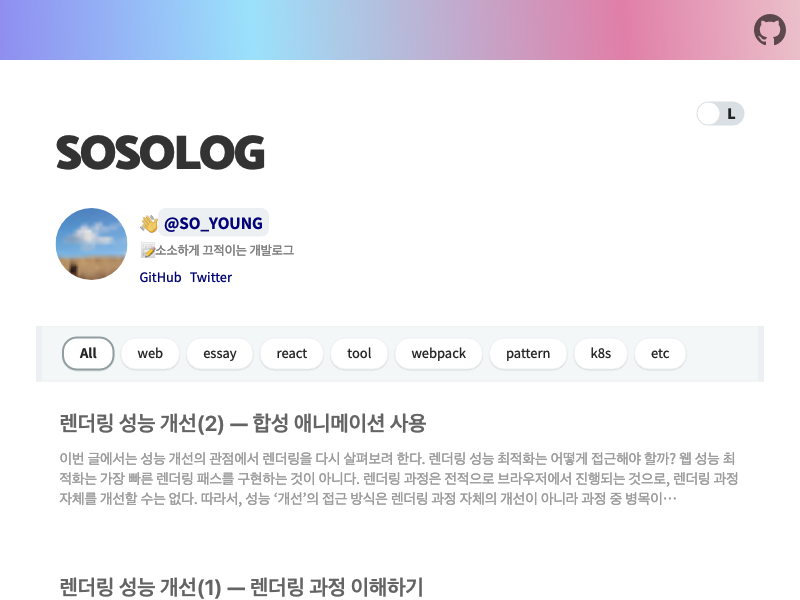 L
SOSOLOG
👋 @SO_YOUNG
📝소소하게 끄적이는 개발로그
GitHub Twitter
All web essay react tool webpack pattern k8s etc
렌더링 성능 개선(2) — 합성 애니메이션 사용
이번 글에서는 성능 개선의 관점에서 렌더링을 다시 살펴보려 한다. 렌더링 성능 최적화는 어떻게 접근해야 할까? 웹 성능 최
적화는 가장 빠른 렌더링 패스를 구현하는 것이 아니다. 렌더링 과정은 전적으로 브라우저에서 진행되는 것으로, 렌더링 과정
자체를 개선할 수는 없다. 따라서, 성능 ‘개선’의 접근 방식은 렌더링 과정 자체의 개선이 아니라 과정 중 병목이…
렌더링 성능 개선(1) — 렌더링 과정 이해하기